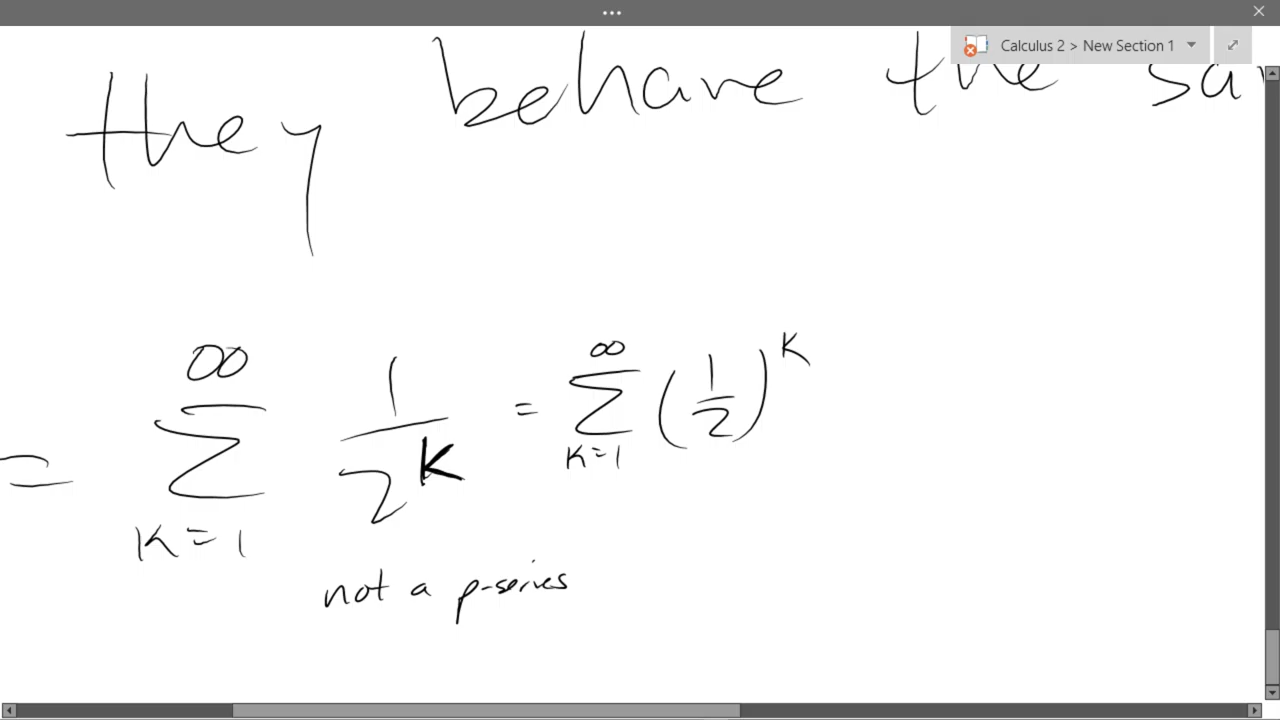 Calculus 2 > New Section 1
they behave the sa
= ∞ ∑ K=1 1/2^K = ∞ ∑ K=1 (1/2)^K
not a p-series